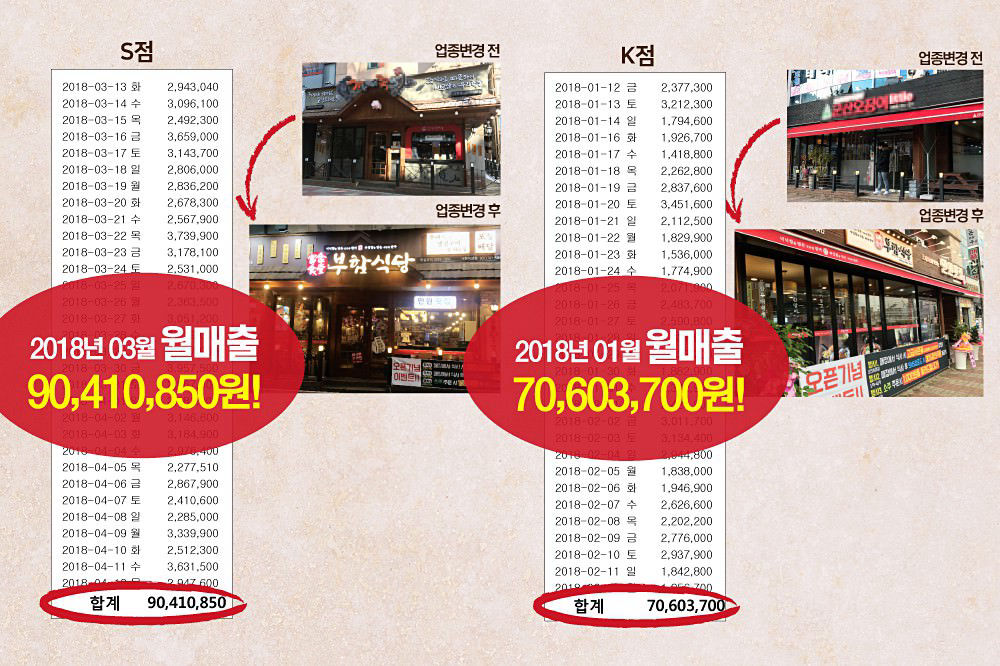 S점
2018-03-13 화 2,943,040
2018-03-14 수 3,096,100
2018-03-15 목 2,492,300
2018-03-16 금 3,659,000
2018-03-17 토 3,143,700
2018-03-18 일 2,806,000
2018-03-19 월 2,836,200
2018-03-20 화 2,678,300
2018-03-21 수 2,567,900
2018-03-22 목 3,739,900
2018-03-23 금 3,178,100
2018-03-24 토 2,531,000
2018년 03월 월매출
90,410,850원!
2018-04-05 목 2,277,510
2018-04-06 금 2,867,900
2018-04-07 토 2,410,600
2018-04-08 일 2,285,000
2018-04-09 월 3,339,900
2018-04-10 화 2,512,300
2018-04-11 수 3,631,500
합계 90,410,850
업종변경 전
업종변경 후
부함식당
오픈기념
이벤트!!
K점
2018-01-12 금 2,377,300
2018-01-13 토 3,212,300
2018-01-14 일 1,794,600
2018-01-16 화 1,926,700
2018-01-17 수 1,418,800
2018-01-18 목 2,262,800
2018-01-19 금 2,837,600
2018-01-20 토 3,451,600
2018-01-21 일 2,112,500
2018-01-22 월 1,829,900
2018-01-23 화 1,536,000
2018-01-24 수 1,774,900
2018년 01월 월매출
70,603,700원!
2018-02-05 월 1,838,000
2018-02-06 화 1,946,900
2018-02-07 수 2,626,600
2018-02-08 목 2,202,200
2018-02-09 금 2,776,000
2018-02-10 토 2,937,900
2018-02-11 일 1,842,800
합계 70,603,700
업종변경 전
업종변경 후
부함식당
오픈기념